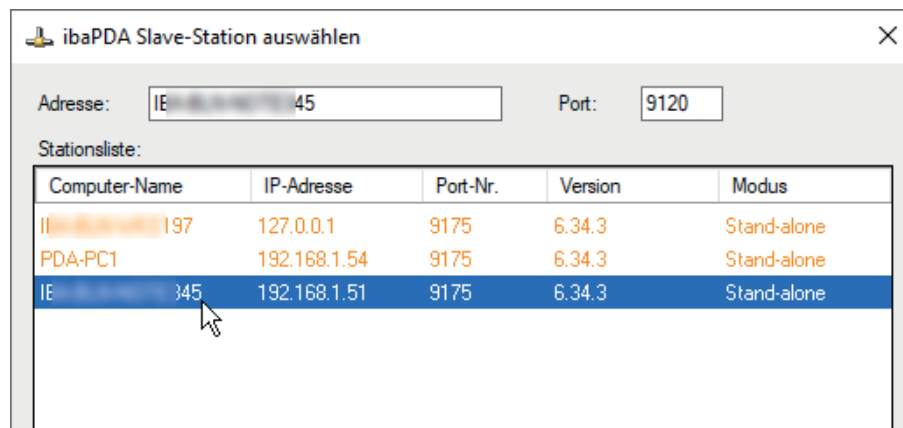 ibaPDA Slave-Station auswählen
Adresse: 45 Port: 9120
Stationsliste:
Computer-Name IP-Adresse Port-Nr. Version Modus
197 127.0.0.1 9175 6.34.3 Stand-alone
PDA-PC1 192.168.1.54 9175 6.34.3 Stand-alone
345 192.168.1.51 9175 6.34.3 Stand-alone